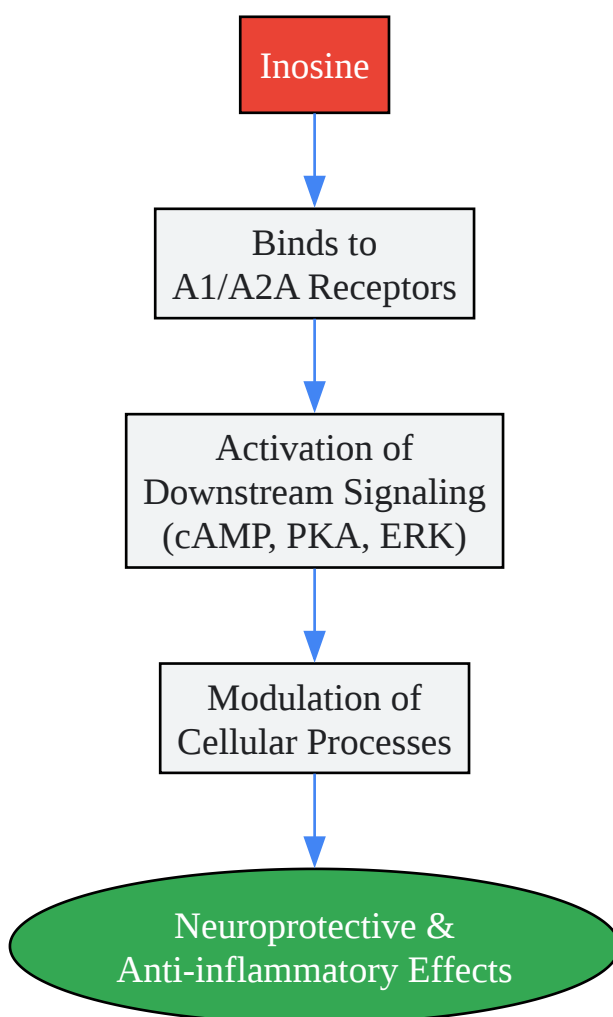 Inosine
Binds to
A1/A2A Receptors
Activation of
Downstream Signaling
(cAMP, PKA, ERK)
Modulation of
Cellular Processes
Neuroprotective &
Anti-inflammatory Effects